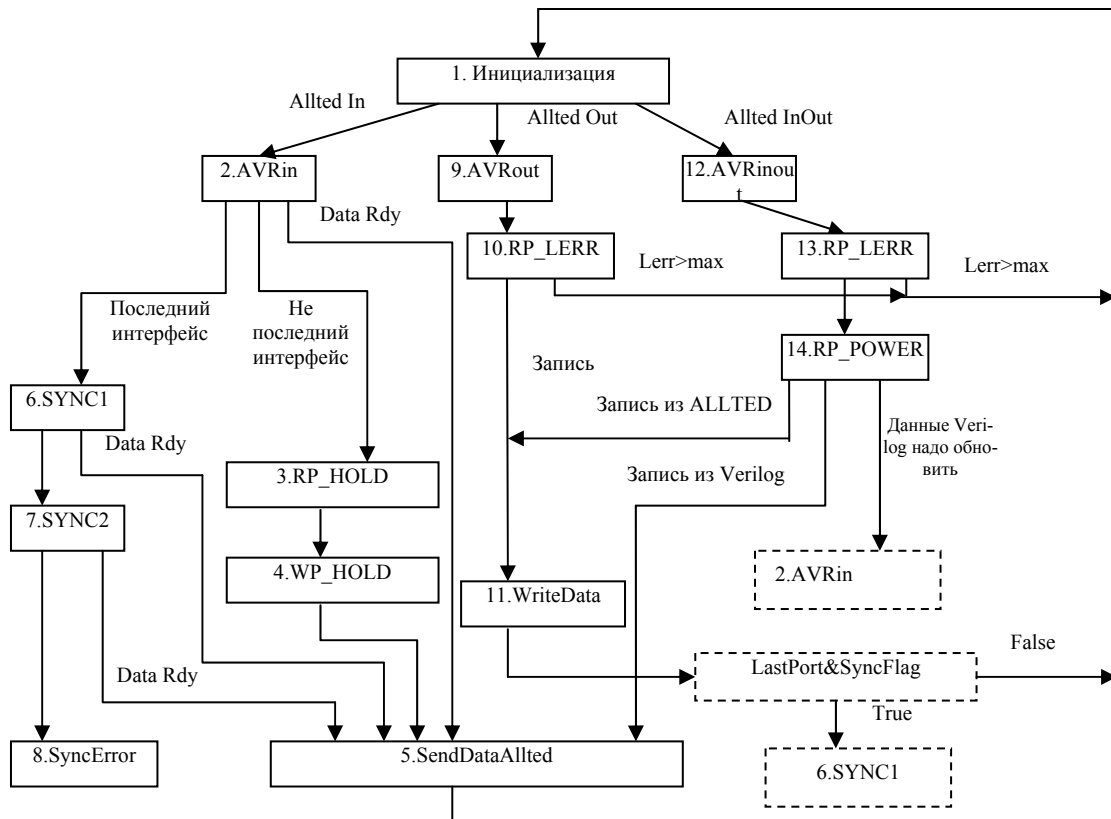 1. Инициализация
Allted In
Allted Out
Allted InOut
2.AVRin
9.AVRout
12.AVRinou
t
Data Rdy
10.RP_LERR
13.RP_LERR
Lerr>max
Lerr>max
Последний
интерфейс
Не
последний
интерфейс
14.RP_POWER
Запись
6.SYNC1
Запись из ALLTED
Data Rdy
Данные Veri-
log надо обно-
вить
3.RP_HOLD
Запись из Verilog
7.SYNC2
4.WP_HOLD
2.AVRin
11.WriteData
False
LastPort&SyncFlag
Data Rdy
True
8.SyncError
5.SendDataAllted
6.SYNC1